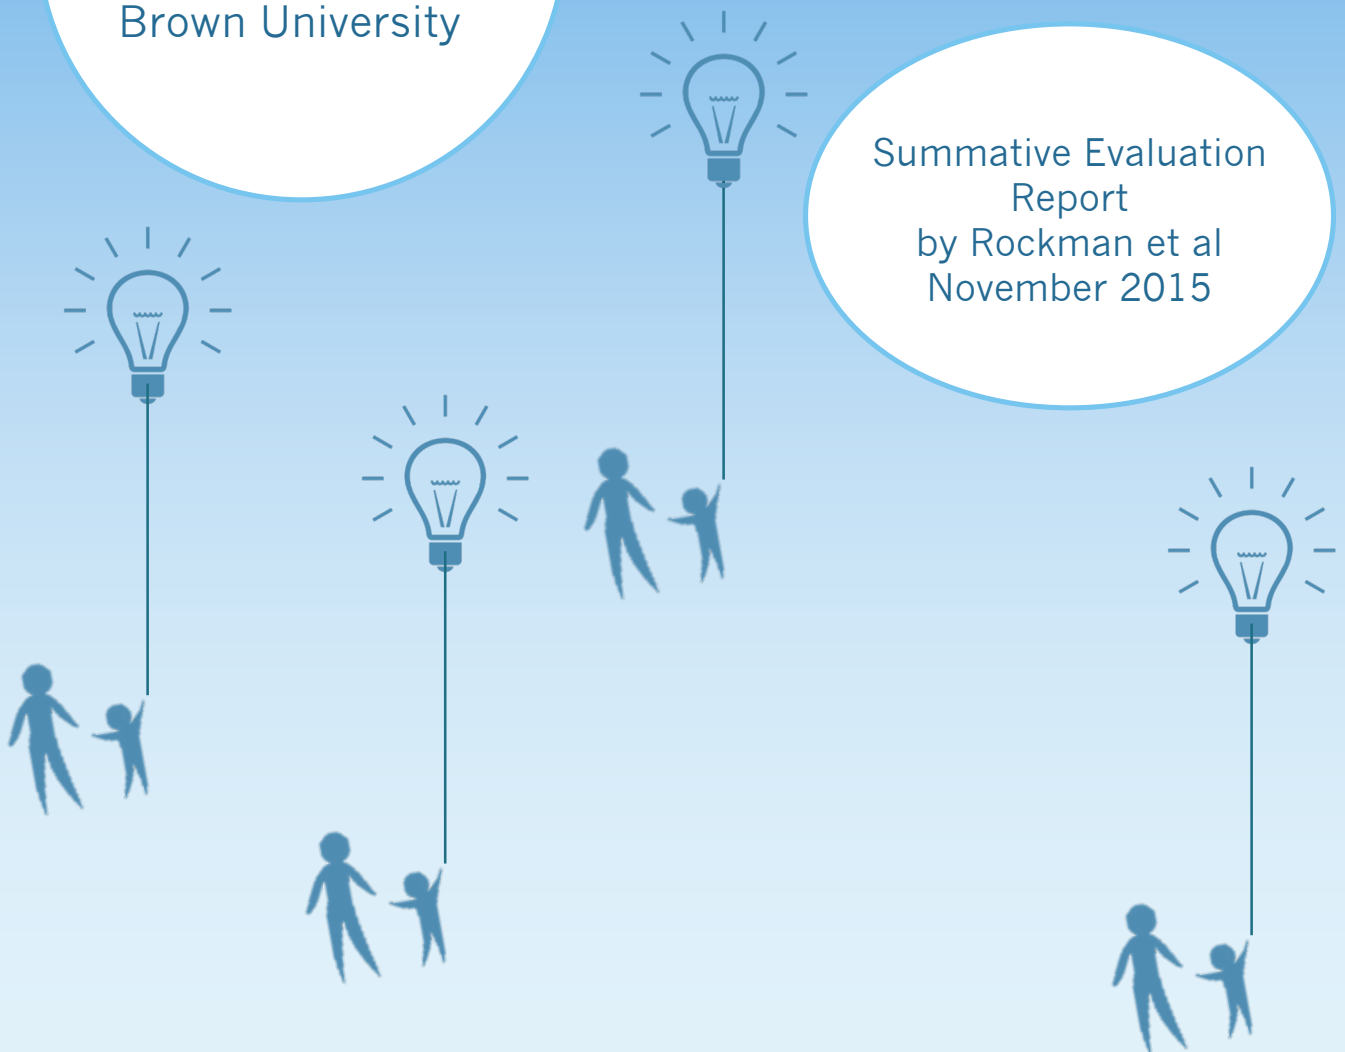 Brown University
Summative Evaluation
Report
by Rockman et al
November 2015